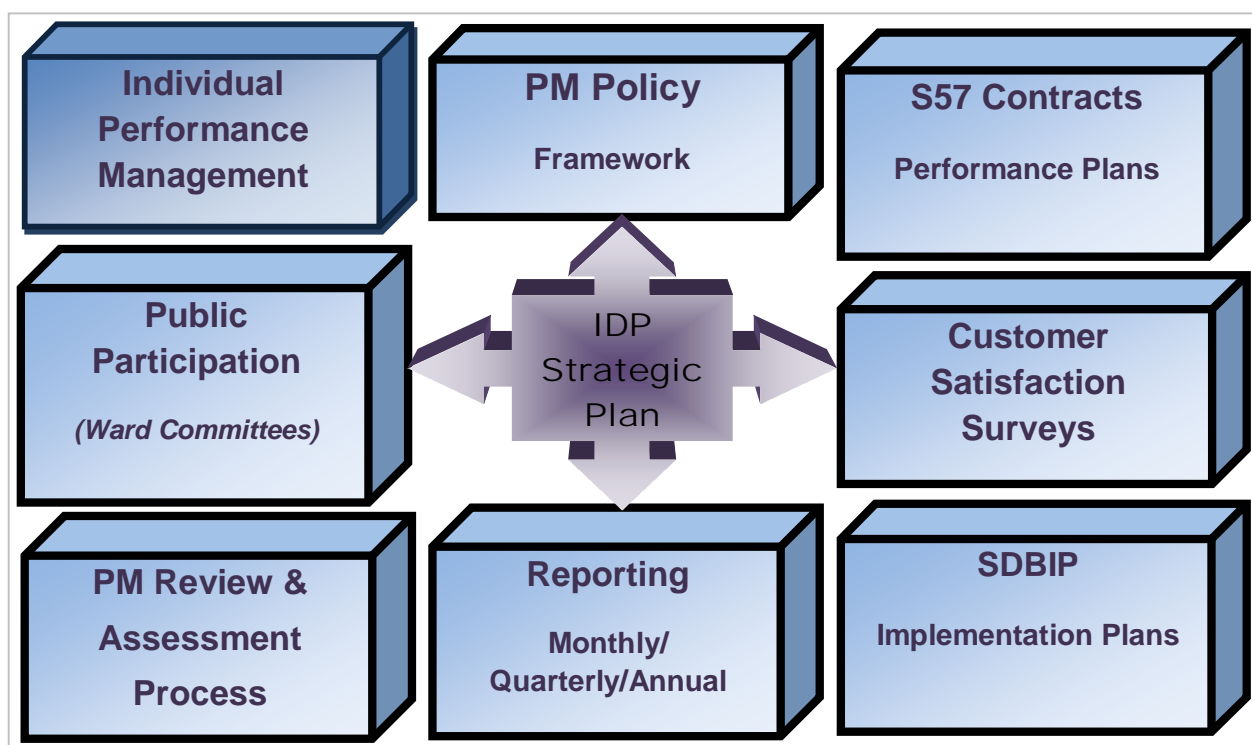 Individual
Performance
Management
PM Policy
Framework
S57 Contracts
Performance Plans
Public
Participation
(Ward Committees)
IDP
Strategic
Plan
Customer
Satisfaction
Surveys
PM Review &
Assessment
Process
Reporting
Monthly/
Quarterly/Annual
SDBIP
Implementation Plans